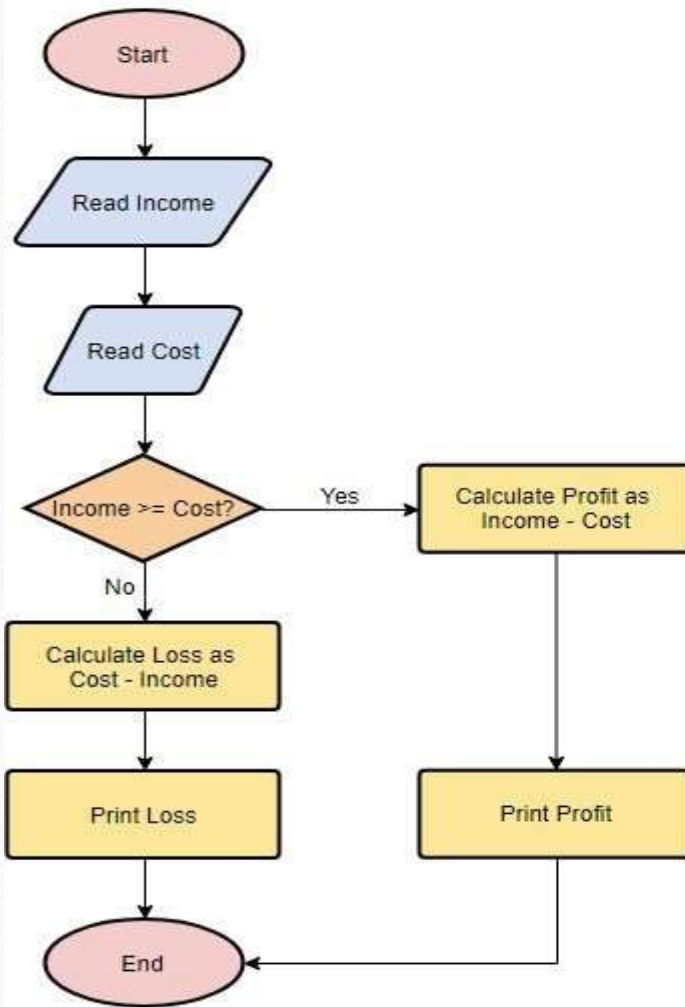 Start
Read Income
Read Cost
Income >= Cost?
Yes
Calculate Profit as
Income - Cost
No
Calculate Loss as
Cost - Income
Print Loss
Print Profit
End